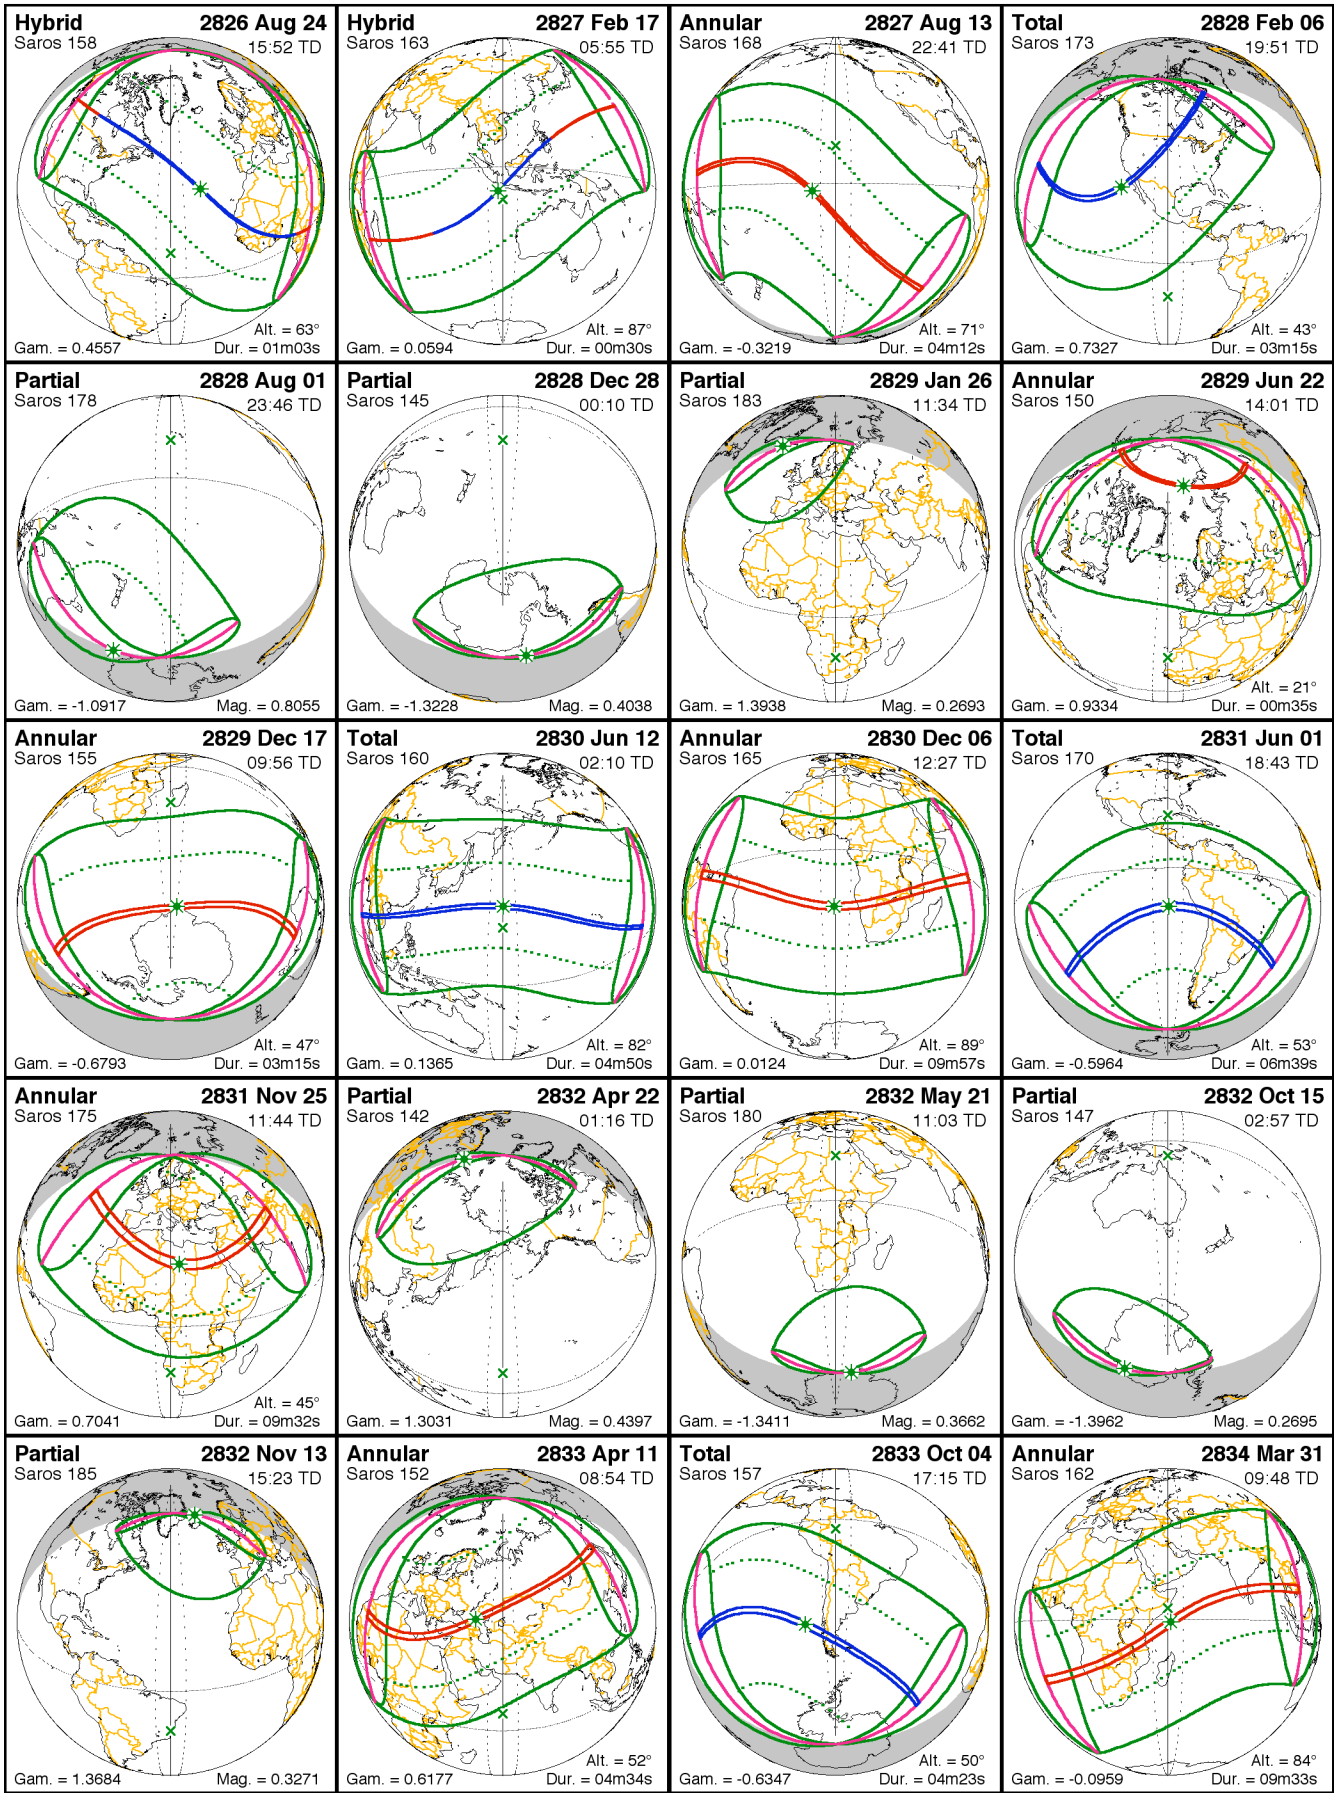 Hybrid 2826 Aug 24
Saros 158 15:52 TD
Alt. = 63°
Gam. = 0.4557 Dur. = 01m03s
Hybrid 2827 Feb 17
Saros 163 05:55 TD
Alt. = 87°
Gam. = 0.0594 Dur. = 00m30s
Annular 2827 Aug 13
Saros 168 22:41 TD
Alt. = 71°
Gam. = -0.3219 Dur. = 04m12s
Total 2828 Feb 06
Saros 173 19:51 TD
Alt. = 43°
Gam. = 0.7327 Dur. = 03m15s
Partial 2828 Aug 01
Saros 178 23:46 TD
Gam. = -1.0917 Mag. = 0.8055
Partial 2828 Dec 28
Saros 145 00:10 TD
Gam. = -1.3228 Mag. = 0.4038
Partial 2829 Jan 26
Saros 183 11:34 TD
Gam. = 1.3938 Mag. = 0.2693
Annular 2829 Jun 22
Saros 150 14:01 TD
Alt. = 21°
Gam. = 0.9334 Dur. = 00m35s
Annular 2829 Dec 17
Saros 155 09:56 TD
Alt. = 47°
Gam. = -0.6793 Dur. = 03m15s
Total 2830 Jun 12
Saros 160 02:10 TD
Alt. = 82°
Gam. = 0.1365 Dur. = 04m50s
Annular 2830 Dec 06
Saros 165 12:27 TD
Alt. = 89°
Gam. = 0.0124 Dur. = 09m57s
Total 2831 Jun 01
Saros 170 18:43 TD
Alt. = 53°
Gam. = -0.5964 Dur. = 06m39s
Annular 2831 Nov 25
Saros 175 11:44 TD
Alt. = 45°
Gam. = 0.7041 Dur. = 09m32s
Partial 2832 Apr 22
Saros 142 01:16 TD
Gam. = 1.3031 Mag. = 0.4397
Partial 2832 May 21
Saros 180 11:03 TD
Gam. = -1.3411 Mag. = 0.3662
Partial 2832 Oct 15
Saros 147 02:57 TD
Gam. = -1.3962 Mag. = 0.2695
Partial 2832 Nov 13
Saros 185 15:23 TD
Gam. = 1.3684 Mag. = 0.3271
Annular 2833 Apr 11
Saros 152 08:54 TD
Alt. = 52°
Gam. = 0.6177 Dur. = 04m34s
Total 2833 Oct 04
Saros 157 17:15 TD
Alt. = 50°
Gam. = -0.6347 Dur. = 04m23s
Annular 2834 Mar 31
Saros 162 09:48 TD
Alt. = 84°
Gam. = -0.0959 Dur. = 09m33s